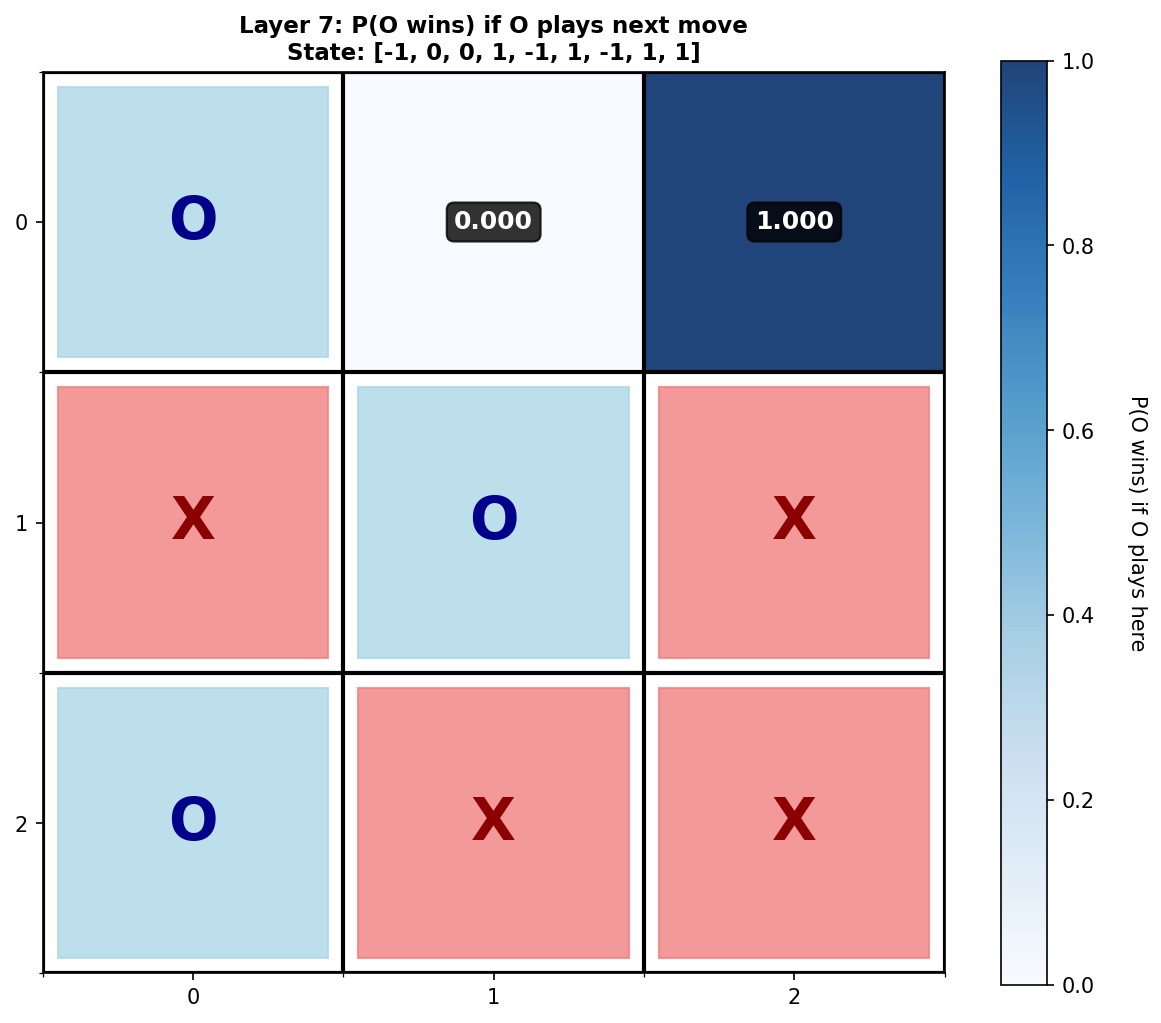 Layer 7: P(O wins) if O plays next move
State: [-1, 0, 0, 1, -1, 1, -1, 1, 1]
0
O
0.000
1.000
1
X
O
X
2
O
X
X
0
1
2
1.0
0.8
0.6
0.4
0.2
0.0
P(O wins) if O plays here